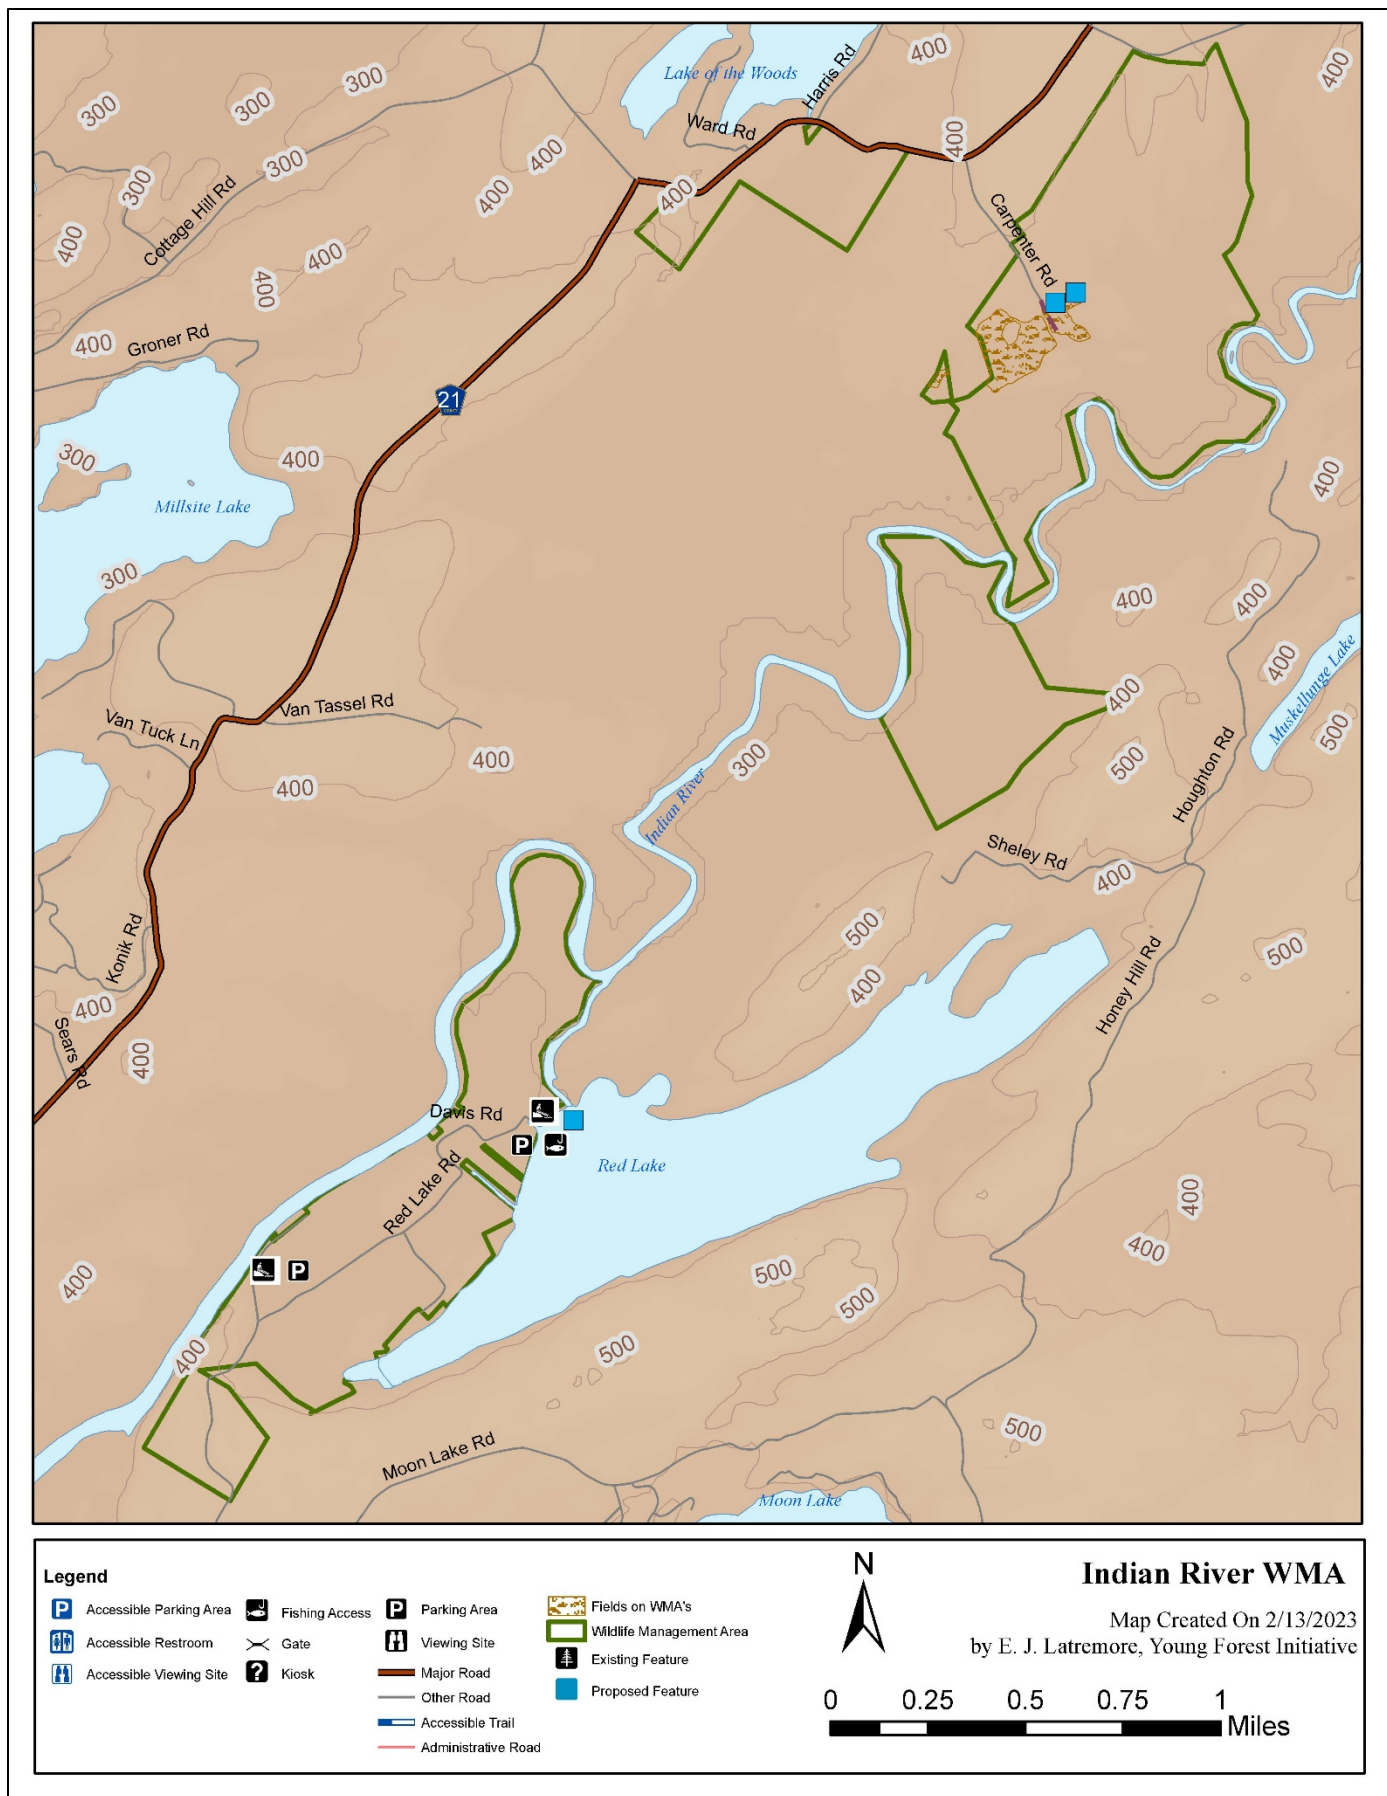 Lake of the Woods
Harris Rd
400
400
300
300
300
Ward Rd
400
400
300
300
400
400
Cottage Hill Rd
Carpenter Rd
400
400
400
400
Groner Rd
21
COUNTY
300
400
400
Millsite Lake
300
400
400
400
Muskellunge Lake
400
Van Tassel Rd
Van Tuck Ln
500
Houghton Rd
500
300
400
400
Indian River
Sheley Rd
400
500
500
Konik Rd
400
Honey Hill Rd
400
Sears Rd
400
Davis Rd
P
Red Lake
Red Lake Rd
400
400
P
500
400
500
400
500
500
Moon Lake Rd
Moon Lake
Legend
P Accessible Parking Area
Accessible Restroom
Accessible Viewing Site
Fishing Access
Gate
? Kiosk
P Parking Area
Viewing Site
Major Road
Other Road
Accessible Trail
Administrative Road
Fields on WMA's
Wildlife Management Area
Existing Feature
Proposed Feature
N
Indian River WMA
Map Created On 2/13/2023
by E. J. Latremore, Young Forest Initiative
0 0.25 0.5 0.75 1
Miles